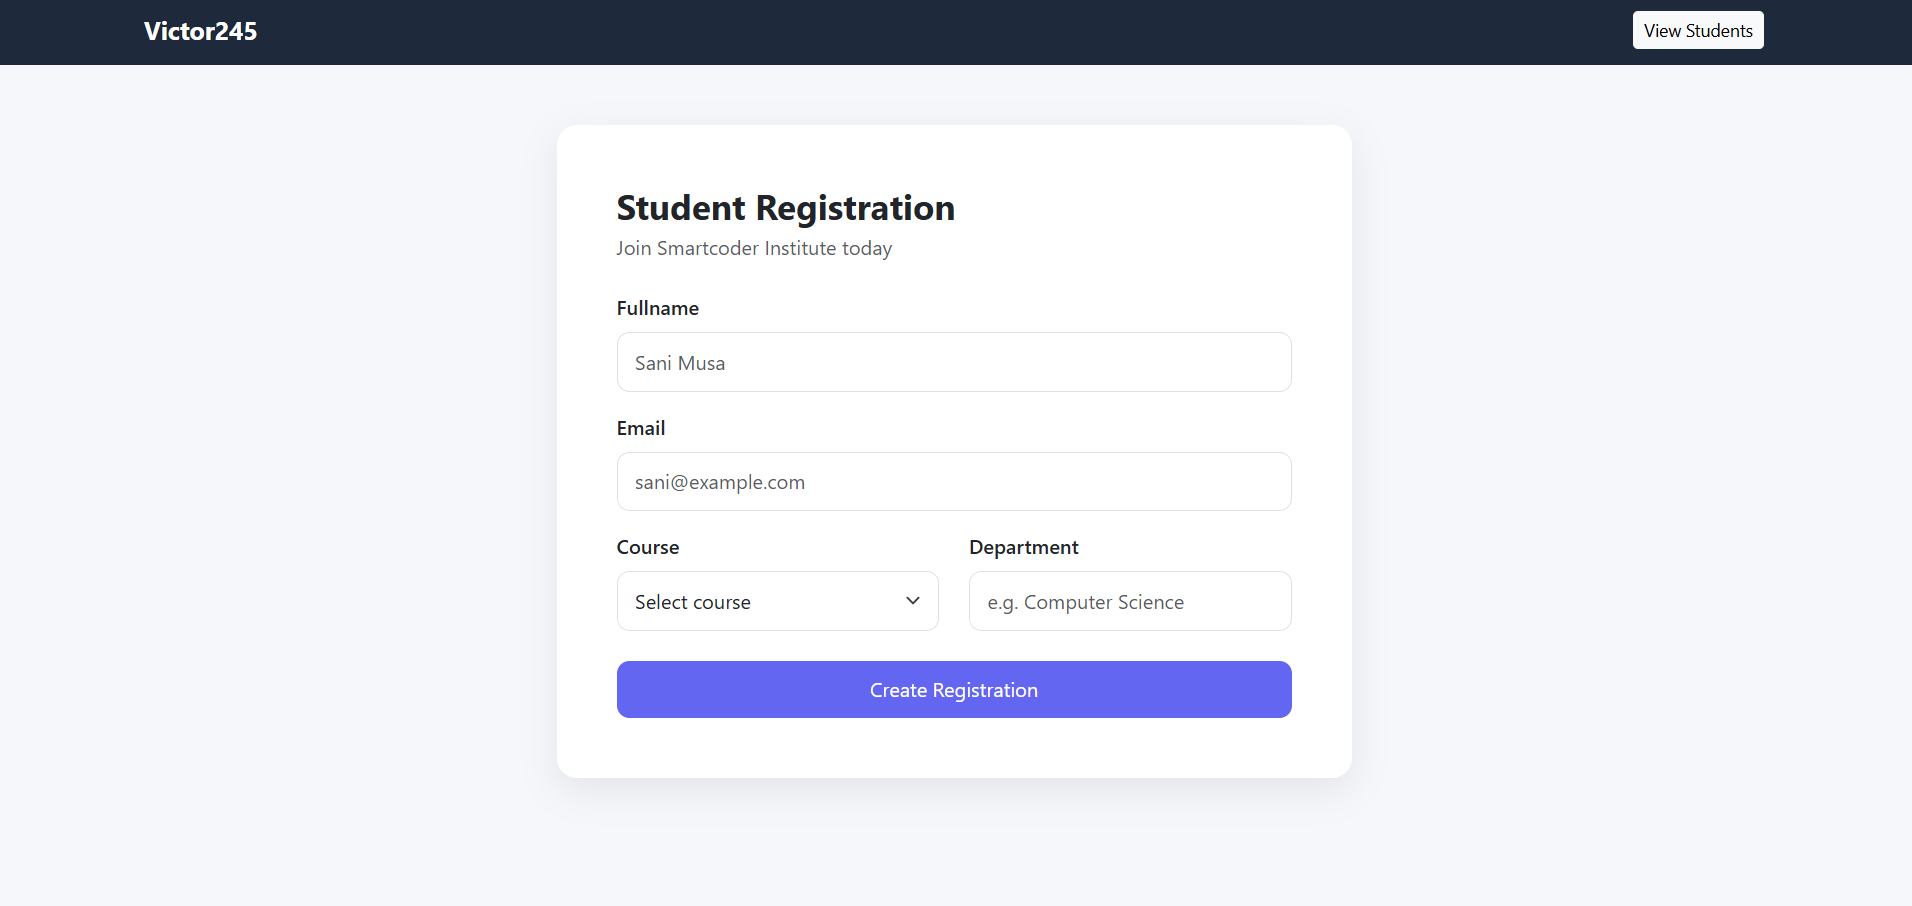 Victor245
View Students
Student Registration
Join Smartcoder Institute today
Fullname
Sani Musa
Email
sani@example.com
Course
Department
Select course
e.g. Computer Science
Create Registration